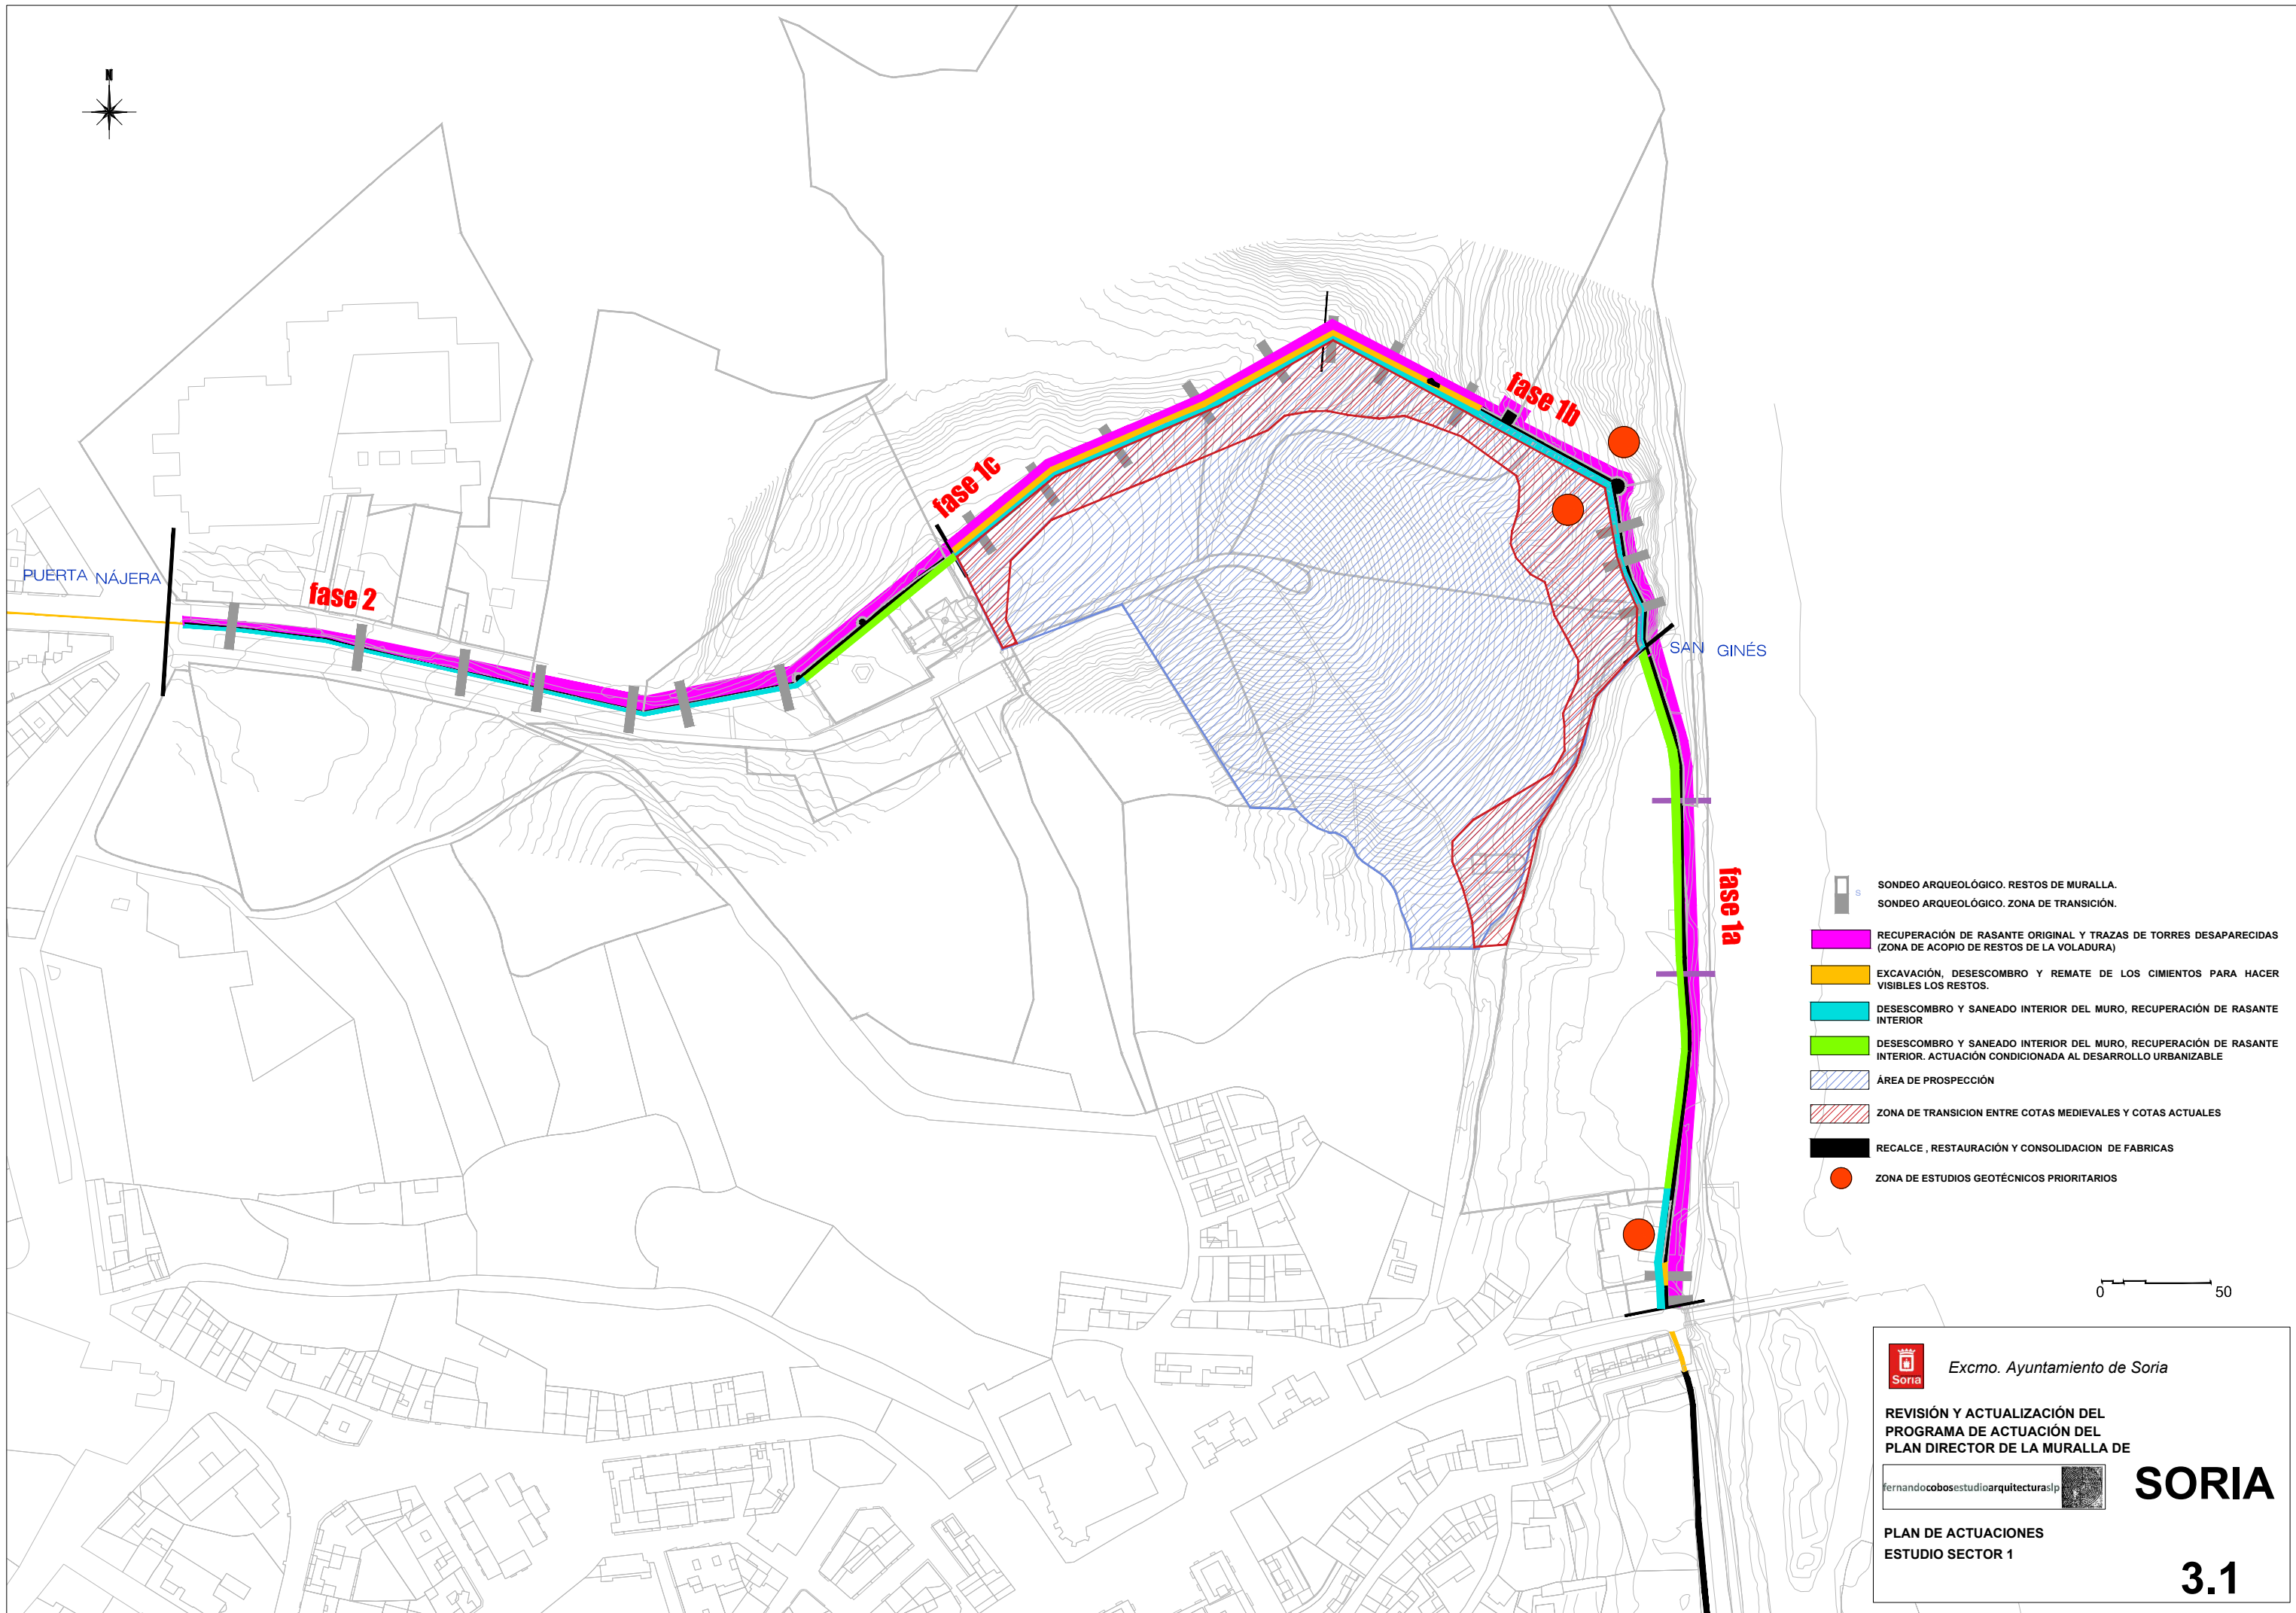 N
PUERTA NÁJERA
fase 2
fase 1c
fase 1b
SAN GINÉS
fase 1a
S
SONDEO ARQUEOLÓGICO. RESTOS DE MURALLA.
SONDEO ARQUEOLÓGICO. ZONA DE TRANSICIÓN.
RECUPERACIÓN DE RASANTE ORIGINAL Y TRAZAS DE TORRES DESAPARECIDAS
(ZONA DE ACOPIO DE RESTOS DE LA VOLADURA)
EXCAVACIÓN, DESESCOMBRO Y REMATE DE LOS CIMIENTOS PARA HACER
VISIBLES LOS RESTOS.
DESESCOMBRO Y SANEADO INTERIOR DEL MURO, RECUPERACIÓN DE RASANTE
INTERIOR
DESESCOMBRO Y SANEADO INTERIOR DEL MURO, RECUPERACIÓN DE RASANTE
INTERIOR. ACTUACIÓN CONDICIONADA AL DESARROLLO URBANIZABLE
ÁREA DE PROSPECCIÓN
ZONA DE TRANSICION ENTRE COTAS MEDIEVALES Y COTAS ACTUALES
RECALCE , RESTAURACIÓN Y CONSOLIDACION DE FABRICAS
ZONA DE ESTUDIOS GEOTÉCNICOS PRIORITARIOS
0 50
Soria
Excmo. Ayuntamiento de Soria
REVISIÓN Y ACTUALIZACIÓN DEL
PROGRAMA DE ACTUACIÓN DEL
PLAN DIRECTOR DE LA MURALLA DE
SORIA
fernandocobosestudioarquitecturaslp
PLAN DE ACTUACIONES
ESTUDIO SECTOR 1
3.1